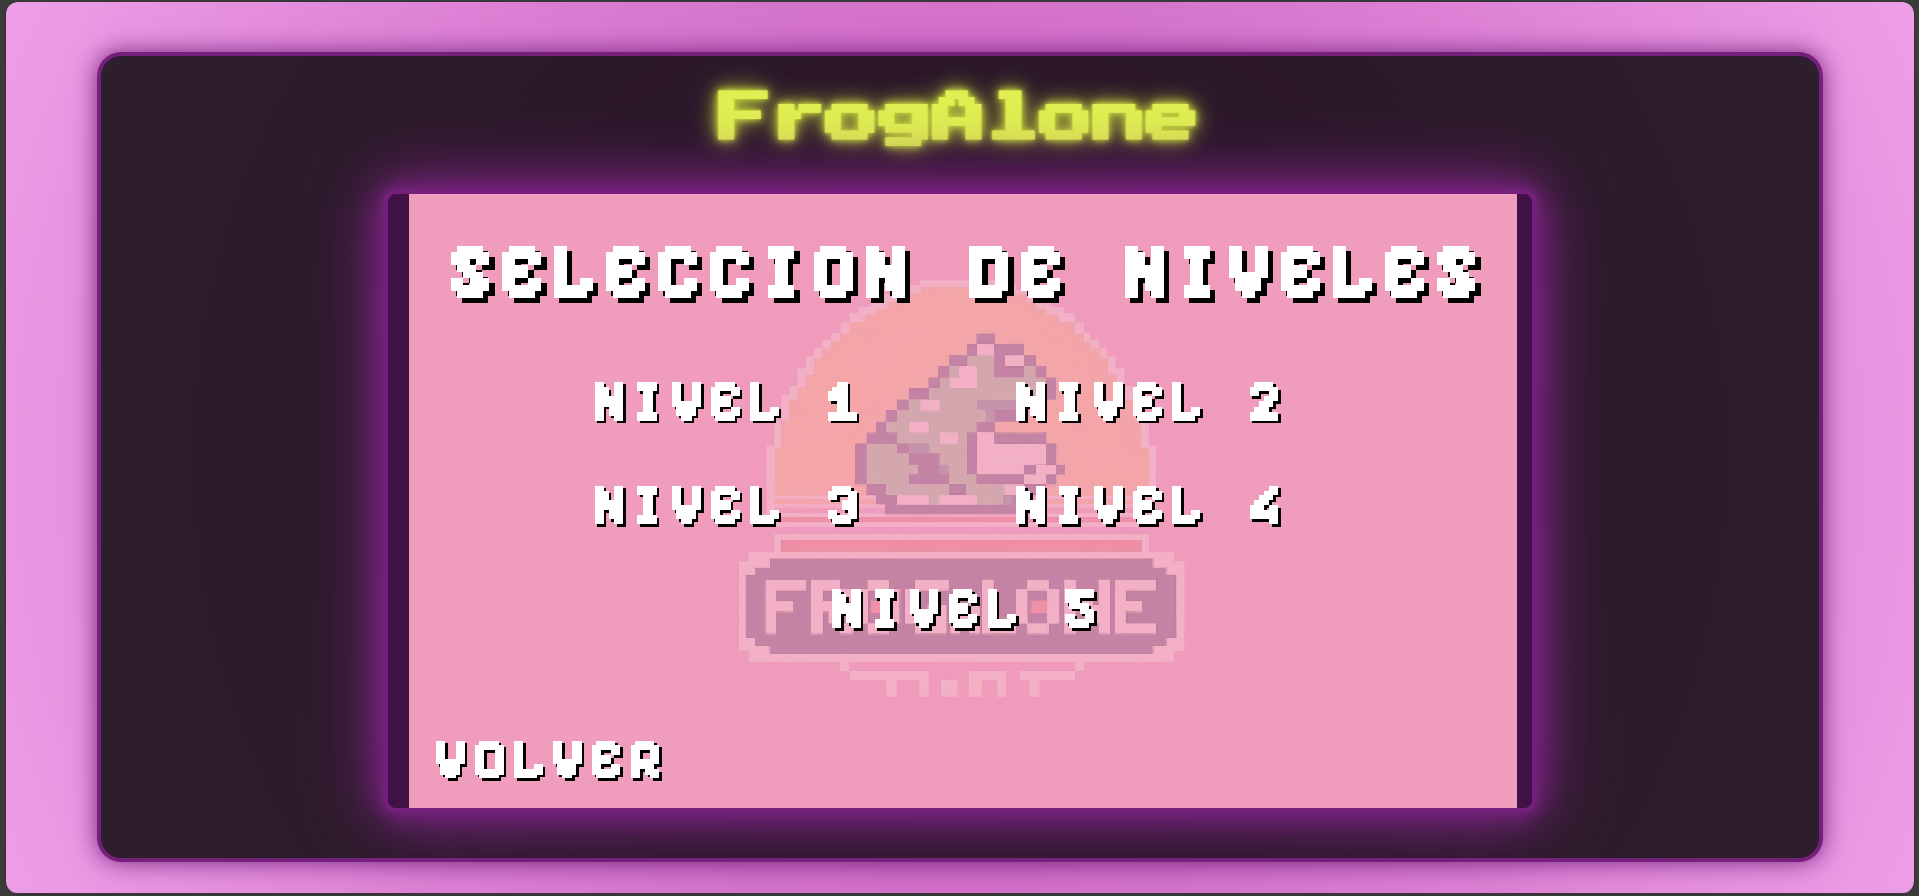 FrogAlone
SELECCION DE NIVELES
NIVEL 1 NIVEL 2
NIVEL 3 NIVEL 4
NIVEL 5
VOLVER